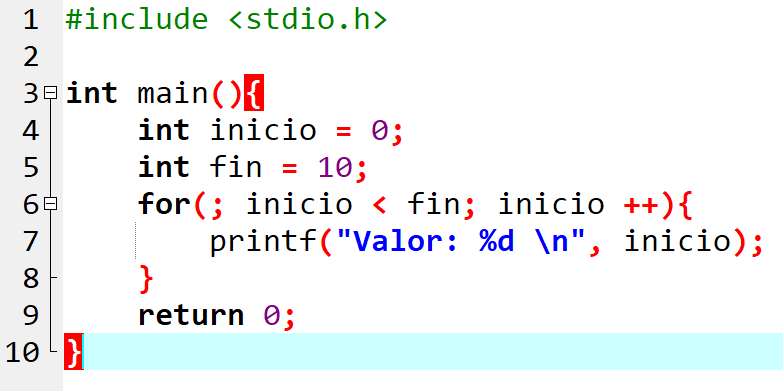 1 #include <stdio.h>
2
3 int main(){
4     int inicio = 0;
5     int fin = 10;
6     for(; inicio < fin; inicio ++){
7         printf("Valor: %d \n", inicio);
8     }
9     return 0;
10 }